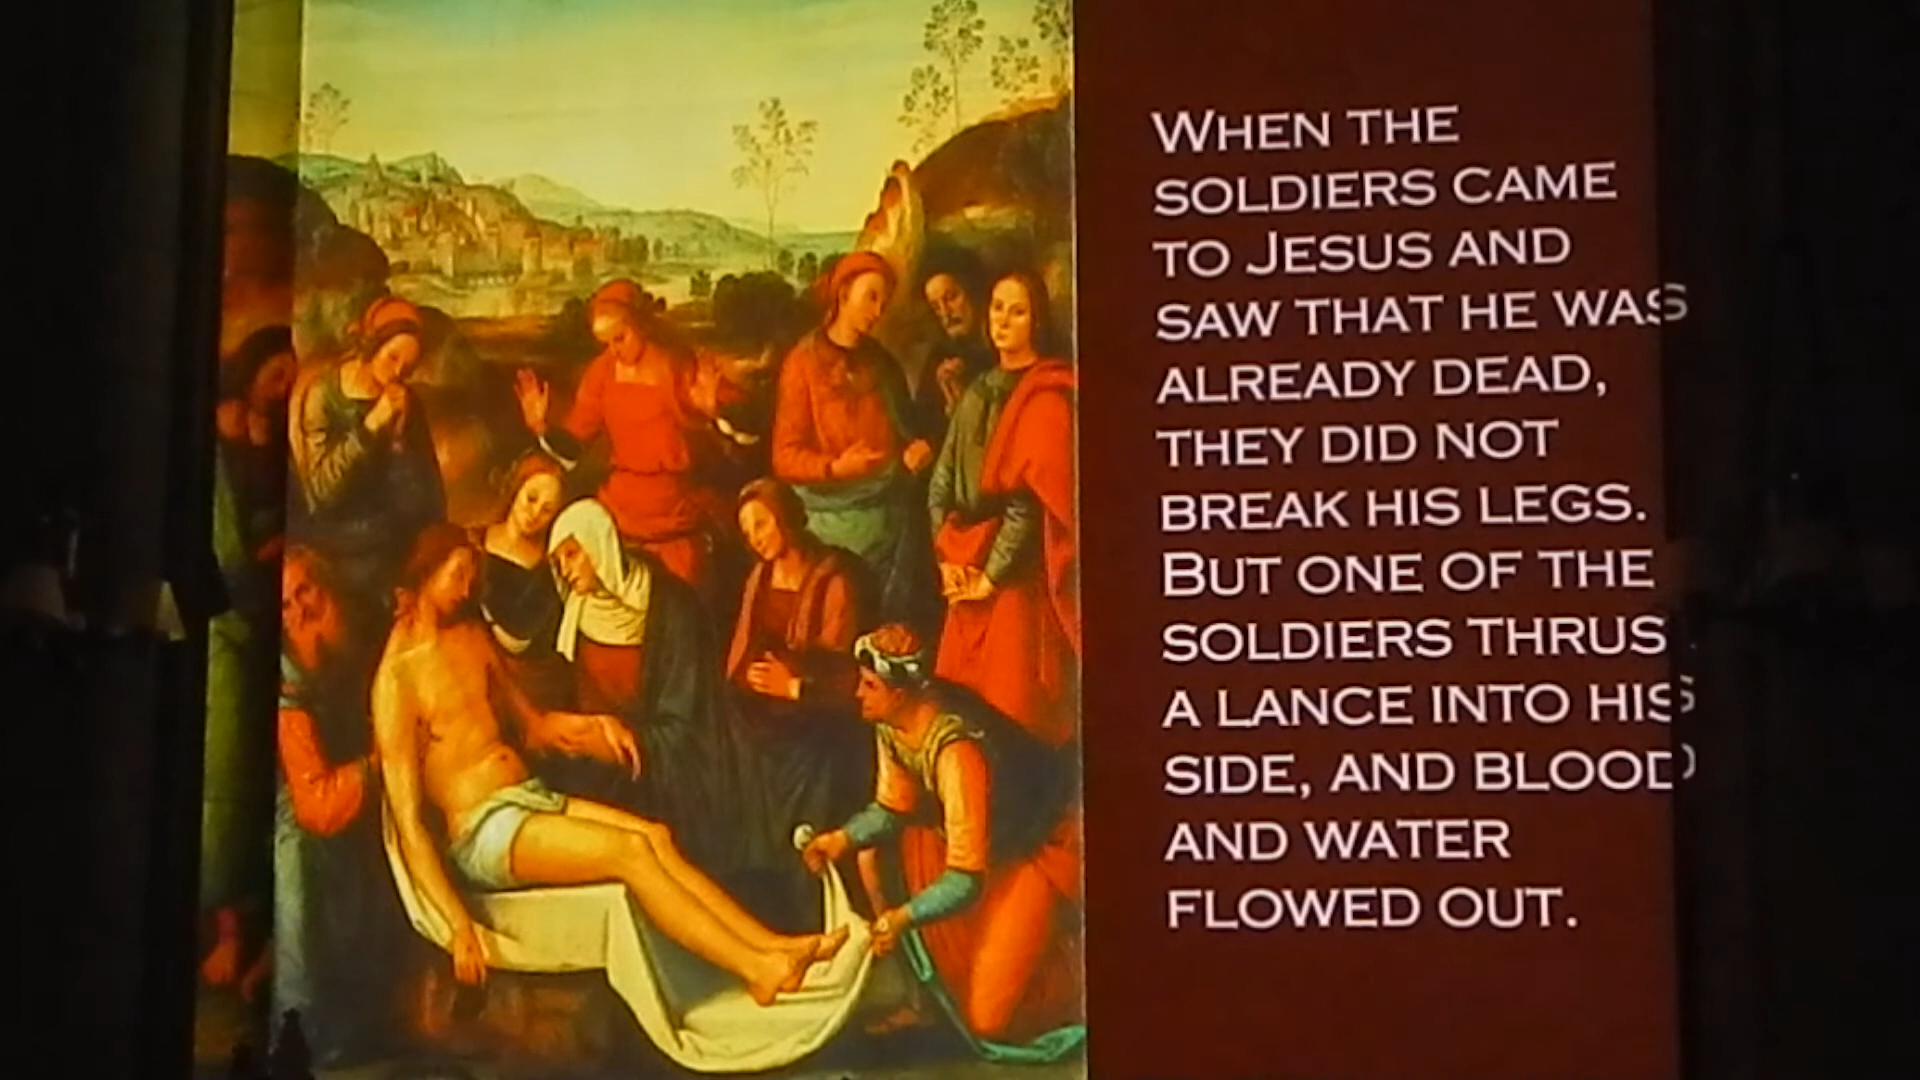 When the
soldiers came
to Jesus and
saw that he was
already dead,
they did not
break his legs.
But one of the
soldiers thrus
a lance into his
side, and blood
and water
flowed out.